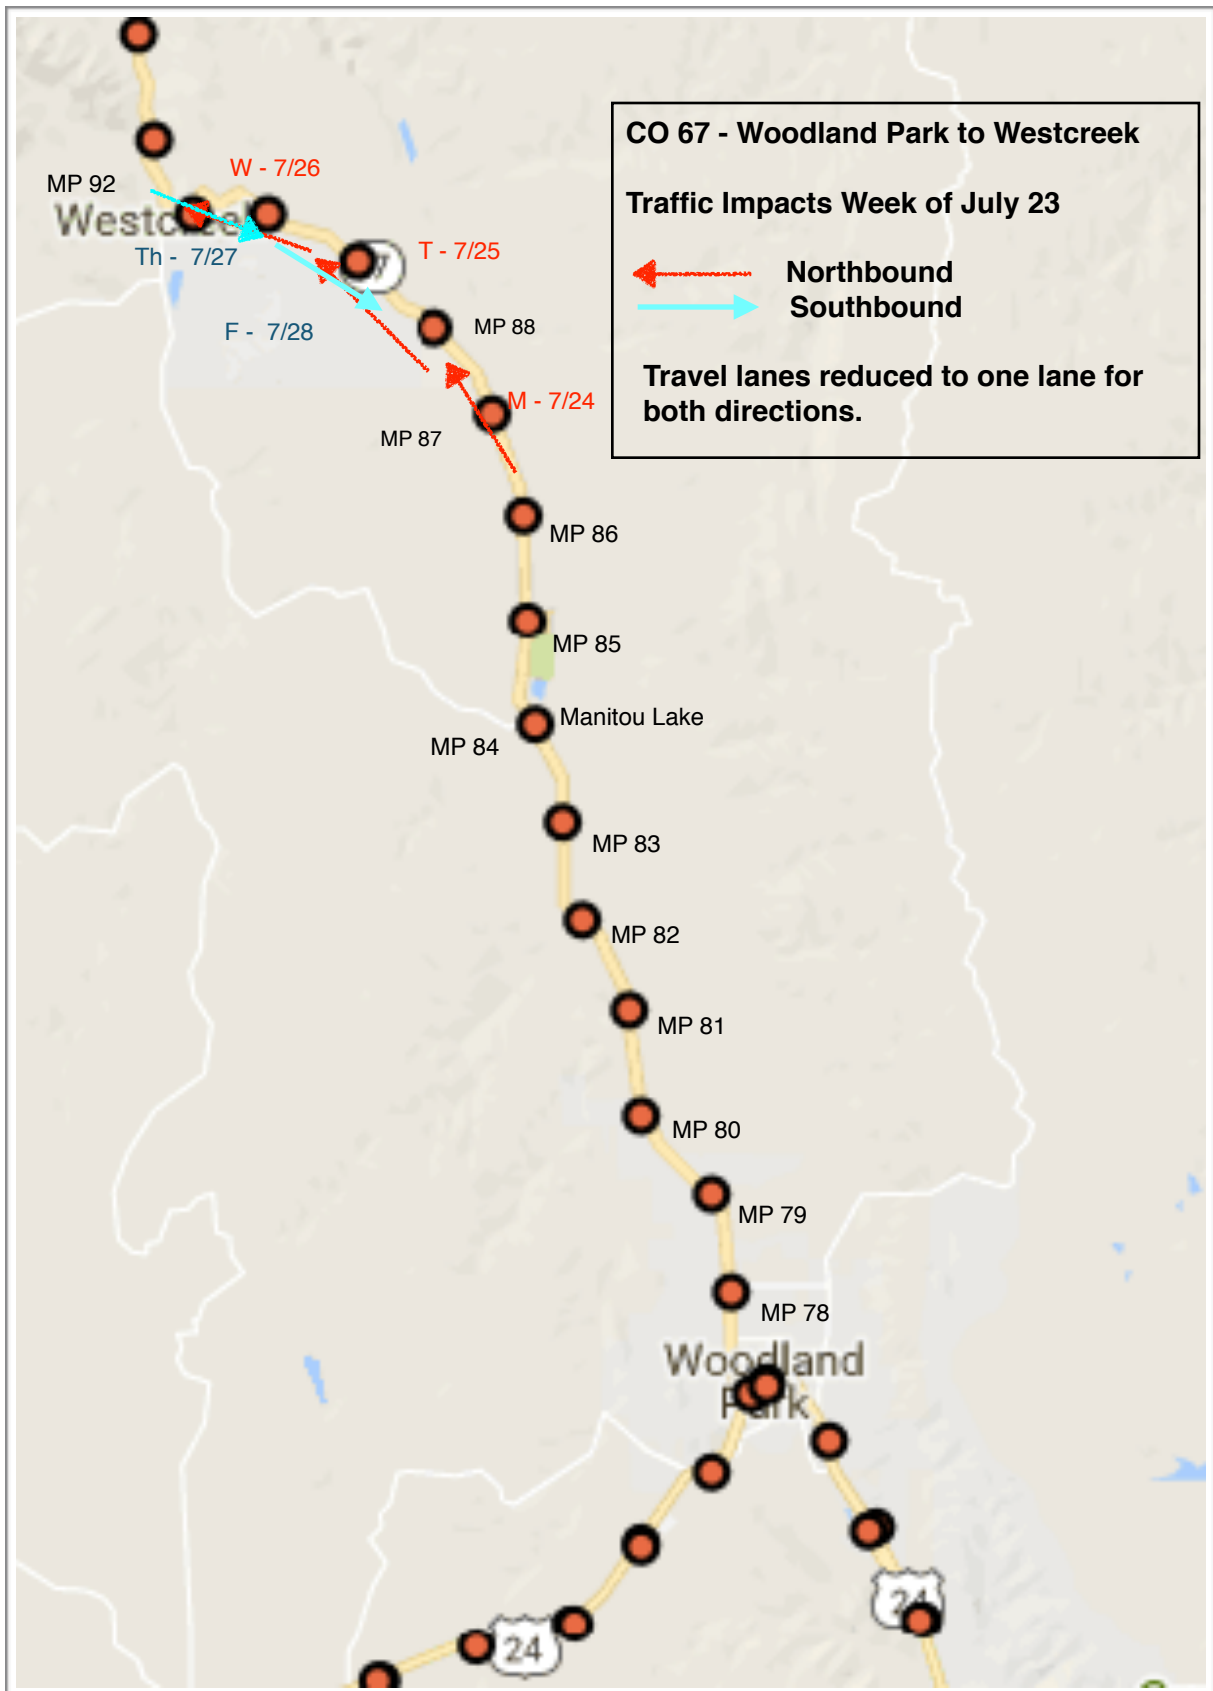 CO 67 - Woodland Park to Westcreek
Traffic Impacts Week of July 23
Northbound
Southbound
Travel lanes reduced to one lane for
both directions.
W - 7/26
MP 92
Westcreek
Th - 7/27
T - 7/25
F - 7/28
MP 88
M - 7/24
MP 87
MP 86
MP 85
Manitou Lake
MP 84
MP 83
MP 82
MP 81
MP 80
MP 79
MP 78
Woodland
Park
24
24